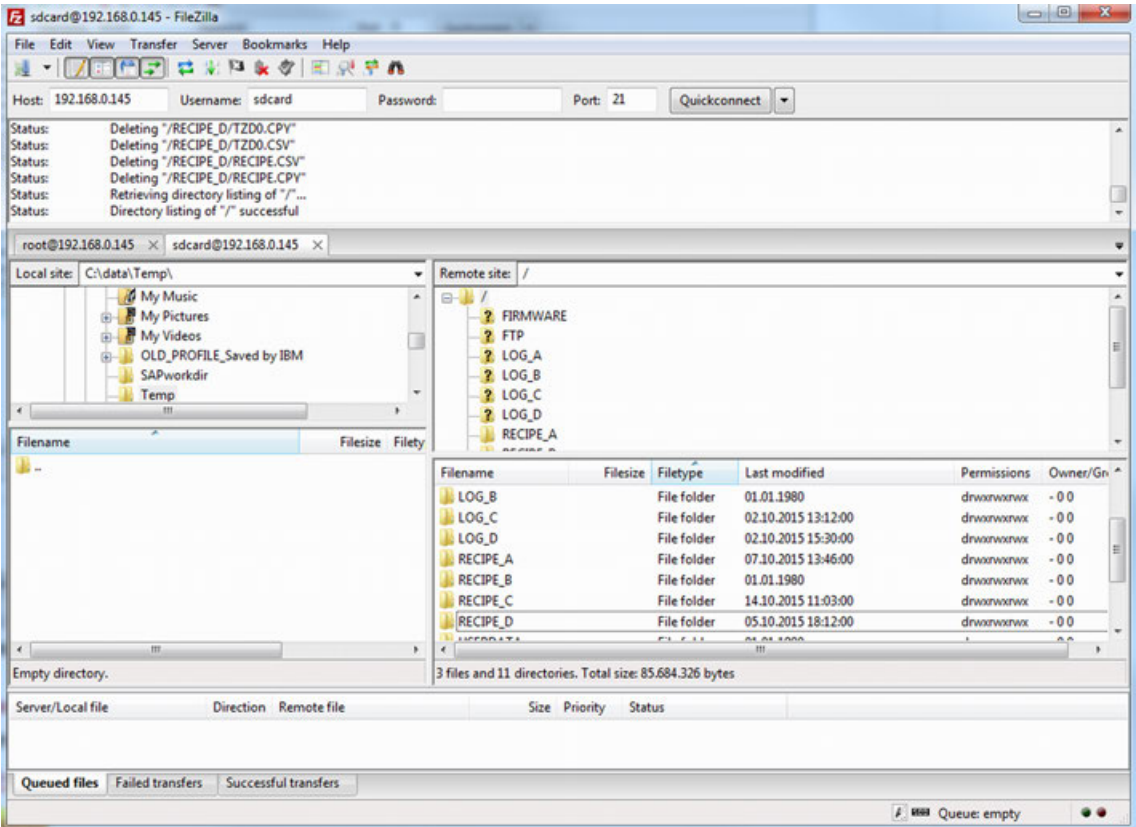 sdcard@192.168.0.145 - FileZilla
File Edit View Transfer Server Bookmarks Help
Host: 192.168.0.145 Username: sdcard Password: Port: 21 Quickconnect
Status: Deleting "/RECIPE_D/TZD0.CPY"
Status: Deleting "/RECIPE_D/TZD0.CSV"
Status: Deleting "/RECIPE_D/RECIPE.CSV"
Status: Deleting "/RECIPE_D/RECIPE.CPY"
Status: Retrieving directory listing of "/"...
Status: Directory listing of "/" successful
root@192.168.0.145 sdcard@192.168.0.145
Local site: C:\data\Temp\
My Music
My Pictures
My Videos
OLD_PROFILE_Saved by IBM
SAPworkdir
Temp
Filename Filesize Filety
..
Empty directory.
Remote site: /
/
FIRMWARE
FTP
LOG_A
LOG_B
LOG_C
LOG_D
RECIPE_A
Filename Filesize Filetype Last modified Permissions Owner/Gr
LOG_B File folder 01.01.1980 drwxrwxrwx - 0 0
LOG_C File folder 02.10.2015 13:12:00 drwxrwxrwx - 0 0
LOG_D File folder 02.10.2015 15:30:00 drwxrwxrwx - 0 0
RECIPE_A File folder 07.10.2015 13:46:00 drwxrwxrwx - 0 0
RECIPE_B File folder 01.01.1980 drwxrwxrwx - 0 0
RECIPE_C File folder 14.10.2015 11:03:00 drwxrwxrwx - 0 0
RECIPE_D File folder 05.10.2015 18:12:00 drwxrwxrwx - 0 0
3 files and 11 directories. Total size: 85.684.326 bytes
Server/Local file Direction Remote file Size Priority Status
Queued files Failed transfers Successful transfers
Queue: empty